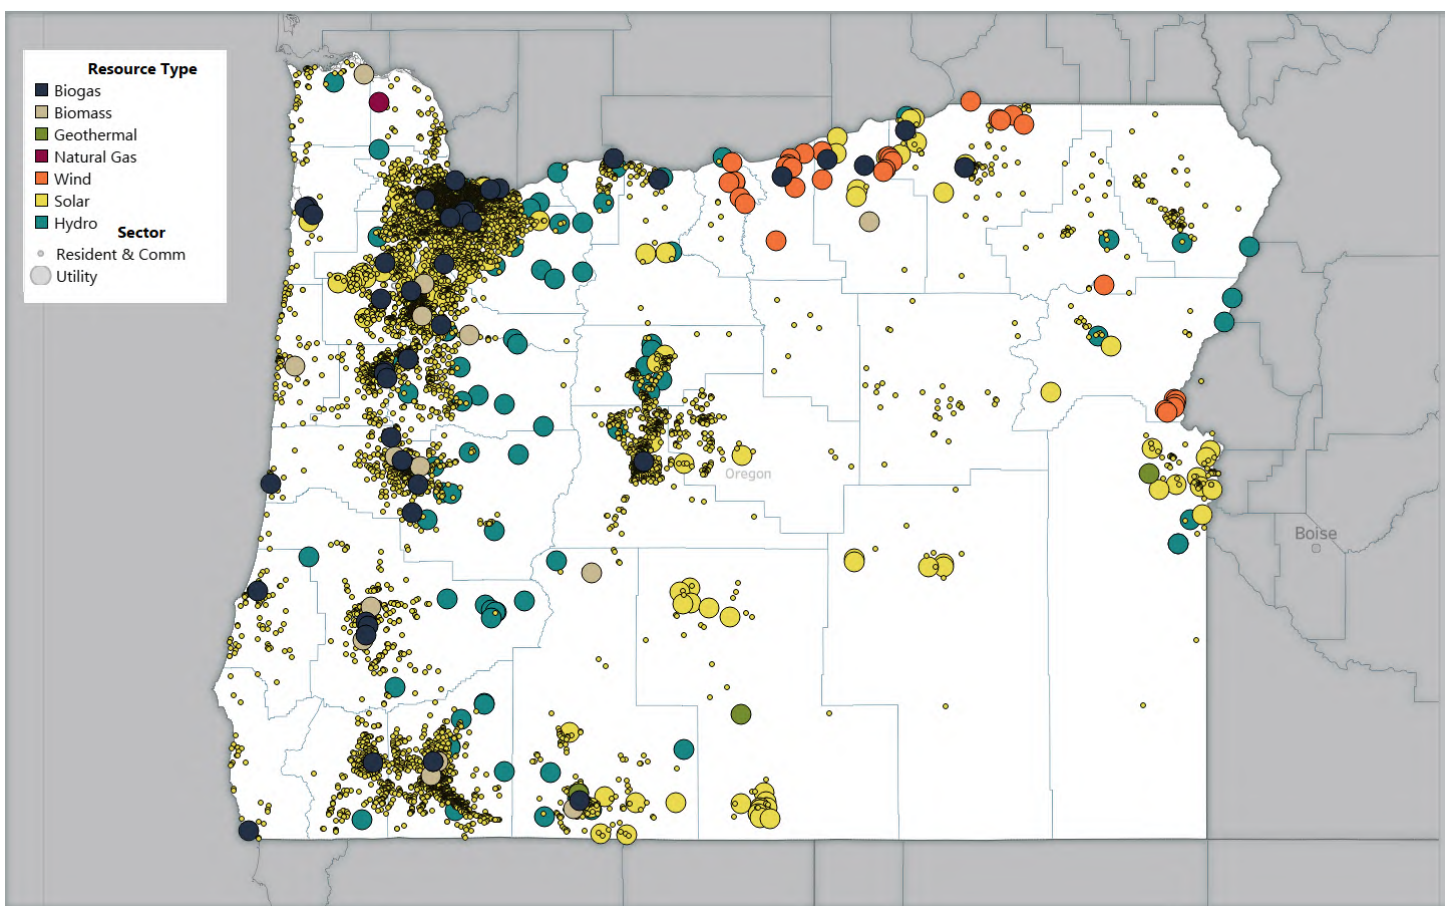 Resource Type
Biogas
Biomass
Geothermal
Natural Gas
Wind
Solar
Hydro
Sector
Resident & Comm
Utility
Oregon
Boise